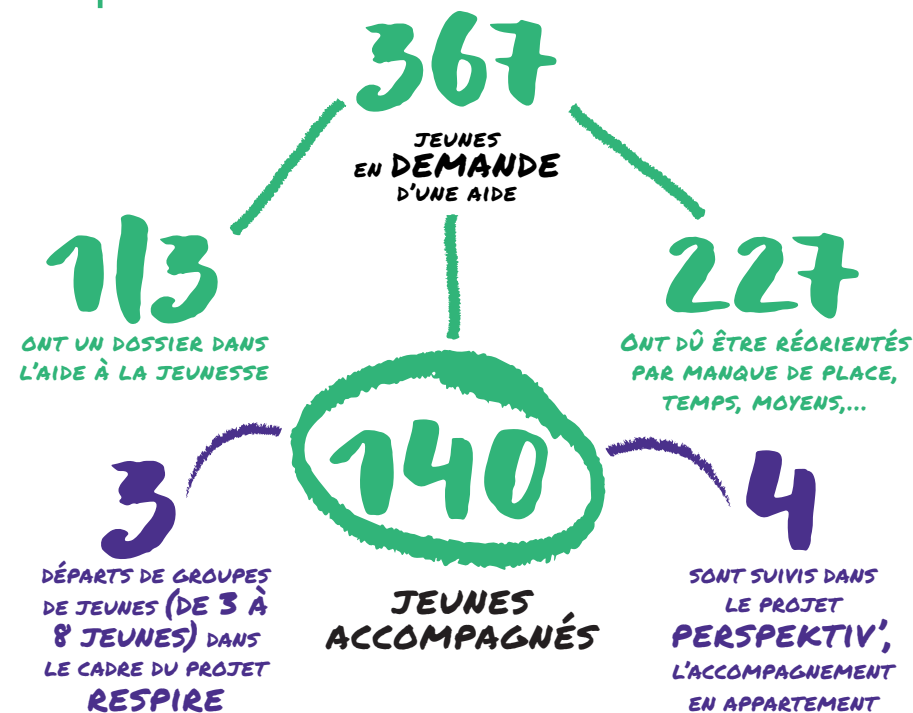 367
JEUNES
EN DEMANDE
D'UNE AIDE
1/3
ONT UN DOSSIER DANS
L'AIDE À LA JEUNESSE
227
ONT DÛ ÊTRE RÉORIENTÉS
PAR MANQUE DE PLACE,
TEMPS, MOYENS,...
140
JEUNES
ACCOMPAGNÉS
3
DÉPARTS DE GROUPES
DE JEUNES (DE 3 À
8 JEUNES) DANS
LE CADRE DU PROJET
RESPIRE
4
SONT SUIVIS DANS
LE PROJET
PERSPEKTIV',
L'ACCOMPAGNEMENT
EN APPARTEMENT